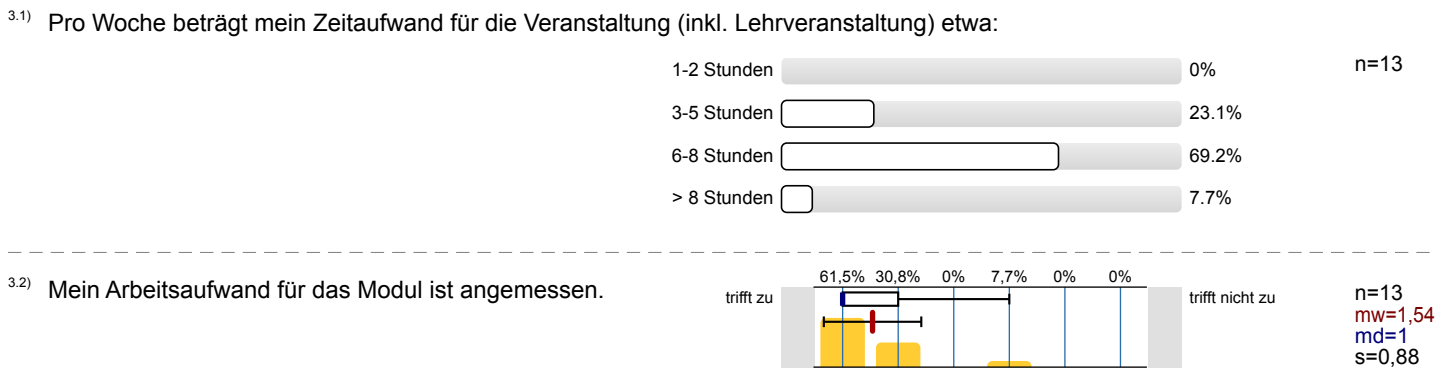 3.1) Pro Woche beträgt mein Zeitaufwand für die Veranstaltung (inkl. Lehrveranstaltung) etwa:
1-2 Stunden 0% n=13
3-5 Stunden 23.1%
6-8 Stunden 69.2%
> 8 Stunden 7.7%
3.2) Mein Arbeitsaufwand für das Modul ist angemessen.
61,5% 30,8% 0% 7,7% 0% 0%
trifft zu trifft nicht zu n=13
mw=1,54
md=1
s=0,88